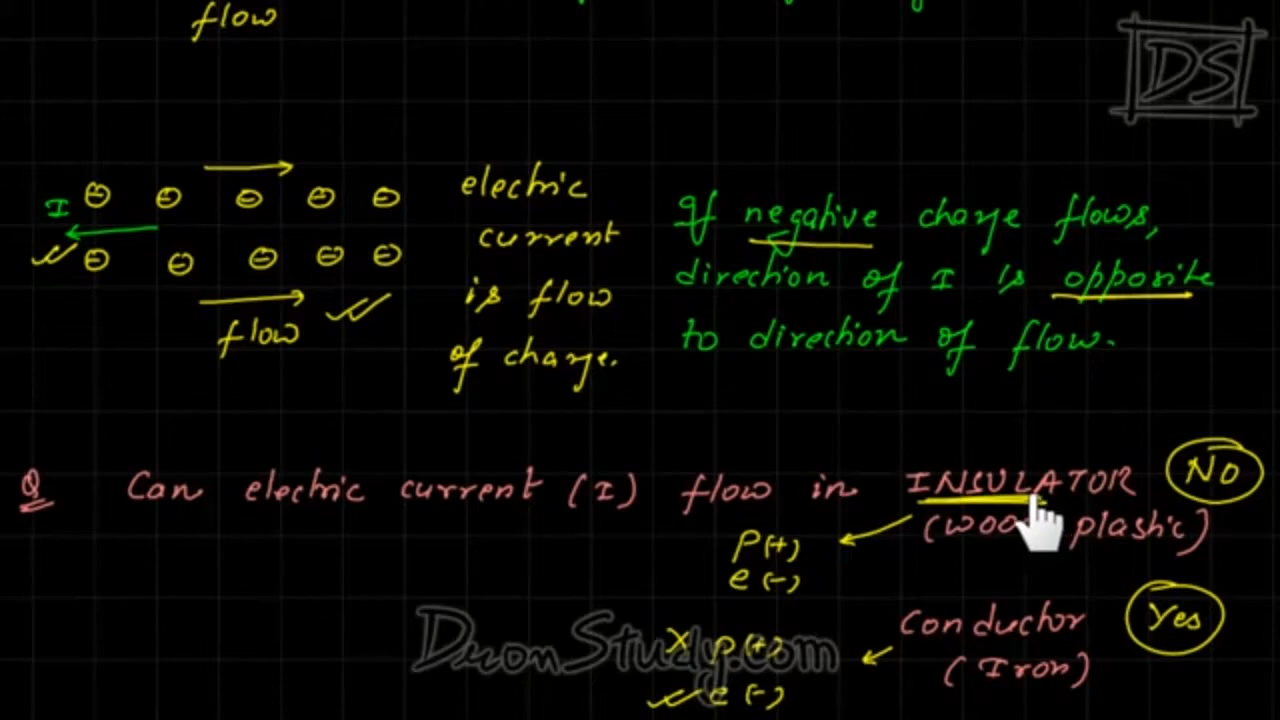 flow
DS
I
flow
electric
current
is flow
of charge.
If negative charge flows,
direction of I is opposite
to direction of flow.
Q Can electric current (I) flow in INSULATOR
NO
(wood plastic)
p(+)
e(-)
Conductor
(Iron)
Yes
X p(+)
e(-)
DronStudy.com